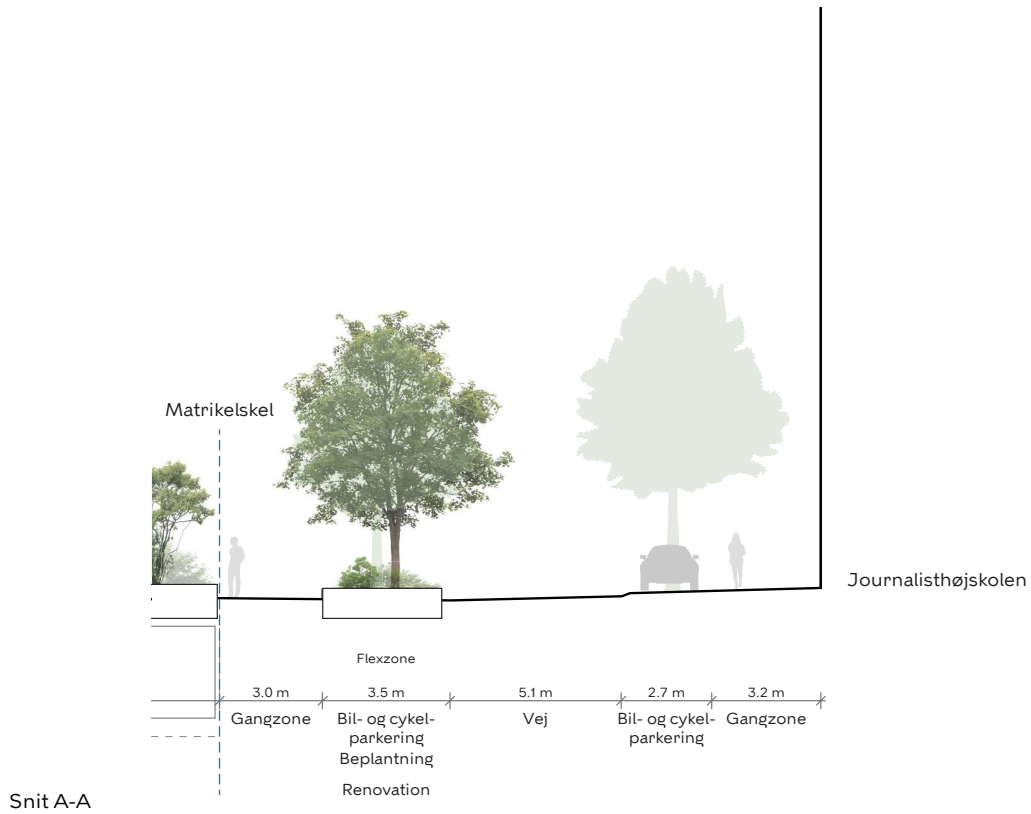 Matrikelskel
Journalisthøjskolen
Flexzone
3.0 m
3.5 m
5.1 m
2.7 m
3.2 m
Gangzone
Bil- og cykel-
parkering
Beplantning
Renovation
Vej
Bil- og cykel-
parkering
Gangzone
Snit A-A